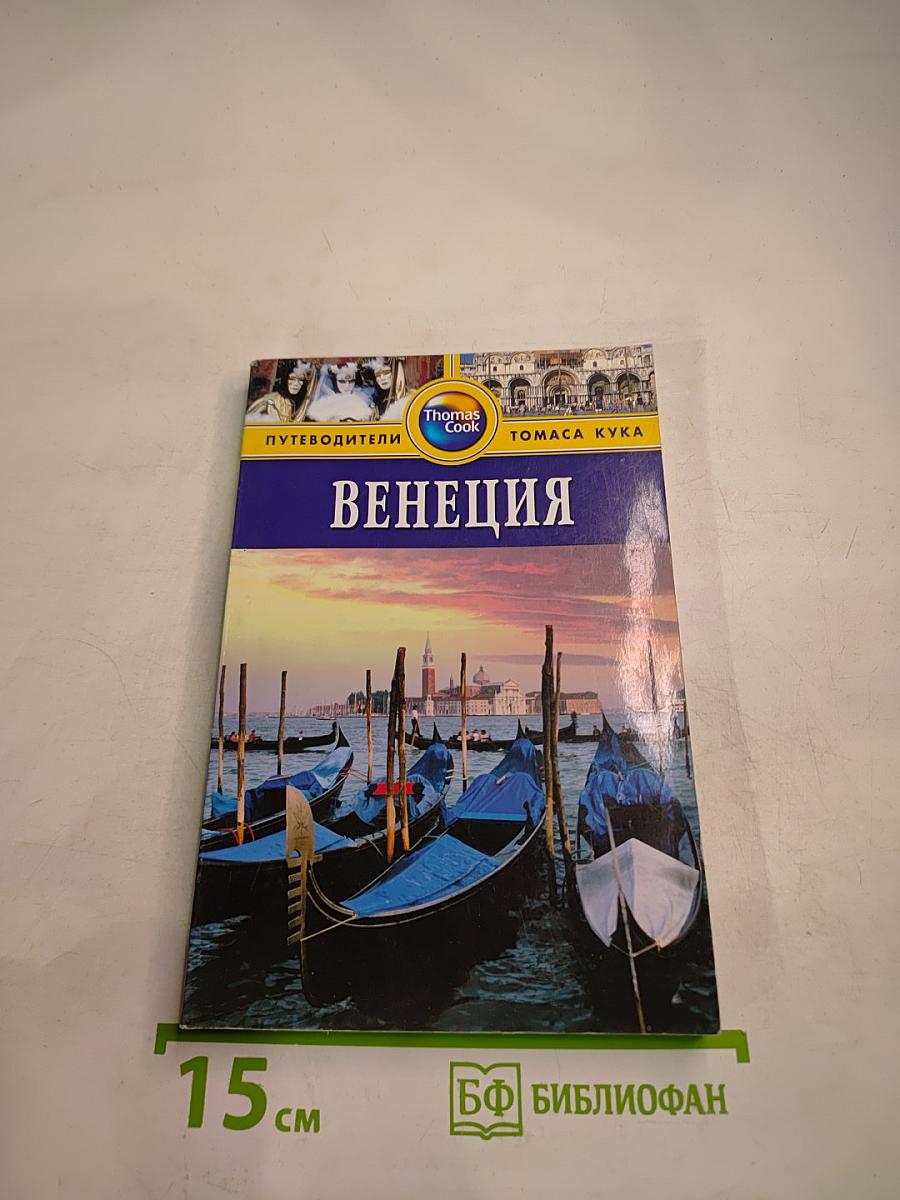 Thomas
Cook
ПУТЕВОДИТЕЛИ ТОМАСА КУКА
ВЕНЕЦИЯ
15 см
БФ БИБЛИОФАН